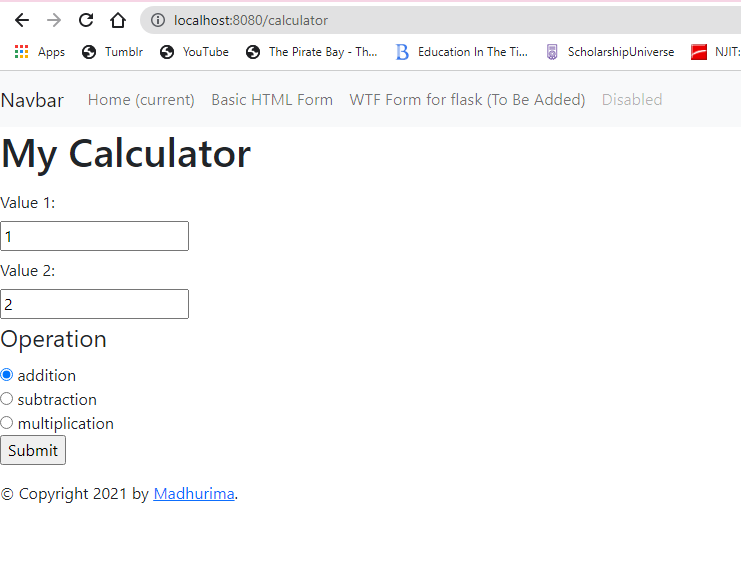 localhost:8080/calculator
Apps Tumblr YouTube The Pirate Bay - Th... Education In The Ti... ScholarshipUniverse NJIT:
Navbar Home (current) Basic HTML Form WTF Form for flask (To Be Added) Disabled
My Calculator
Value 1:
1
Value 2:
2
Operation
addition
subtraction
multiplication
Submit
© Copyright 2021 by Madhurima.